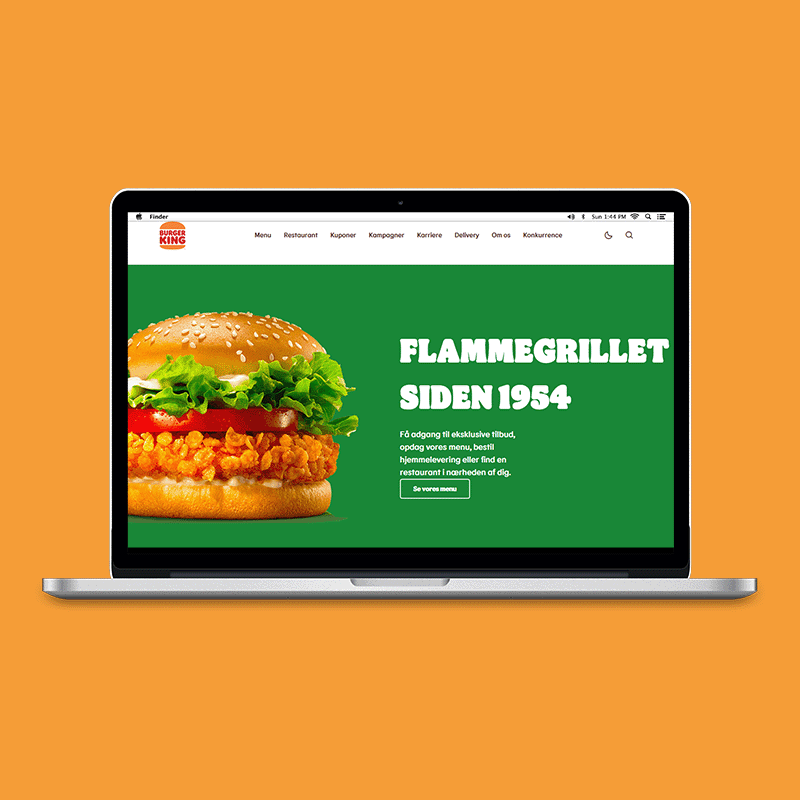 Finder
Sun 1:44 PM
BURGER
KING
Menu Restaurant Kuponer Kampagner Karriere Delivery Om os Konkurrence
FLAMMEGRILLET
SIDEN 1954
Få adgang til eksklusive tilbud,
opdag vores menu, bestil
hjemmelevering eller find en
restaurant i nærheden af dig.
Se vores menu